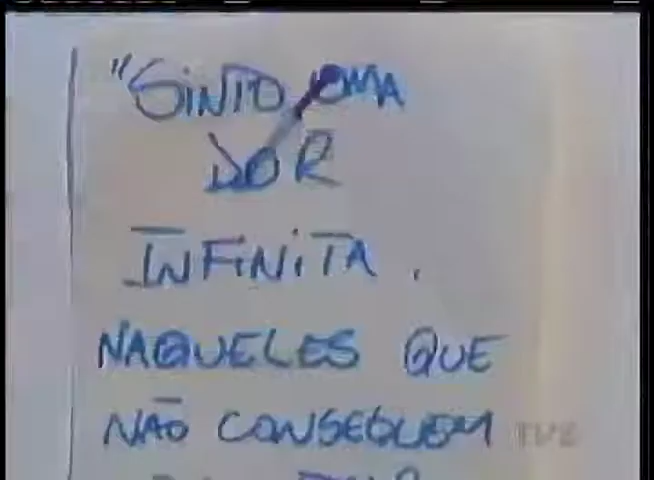 "SINTO UMA
DOR
INFINITA.
NAQUELES QUE
NÃO CONSEGUEM